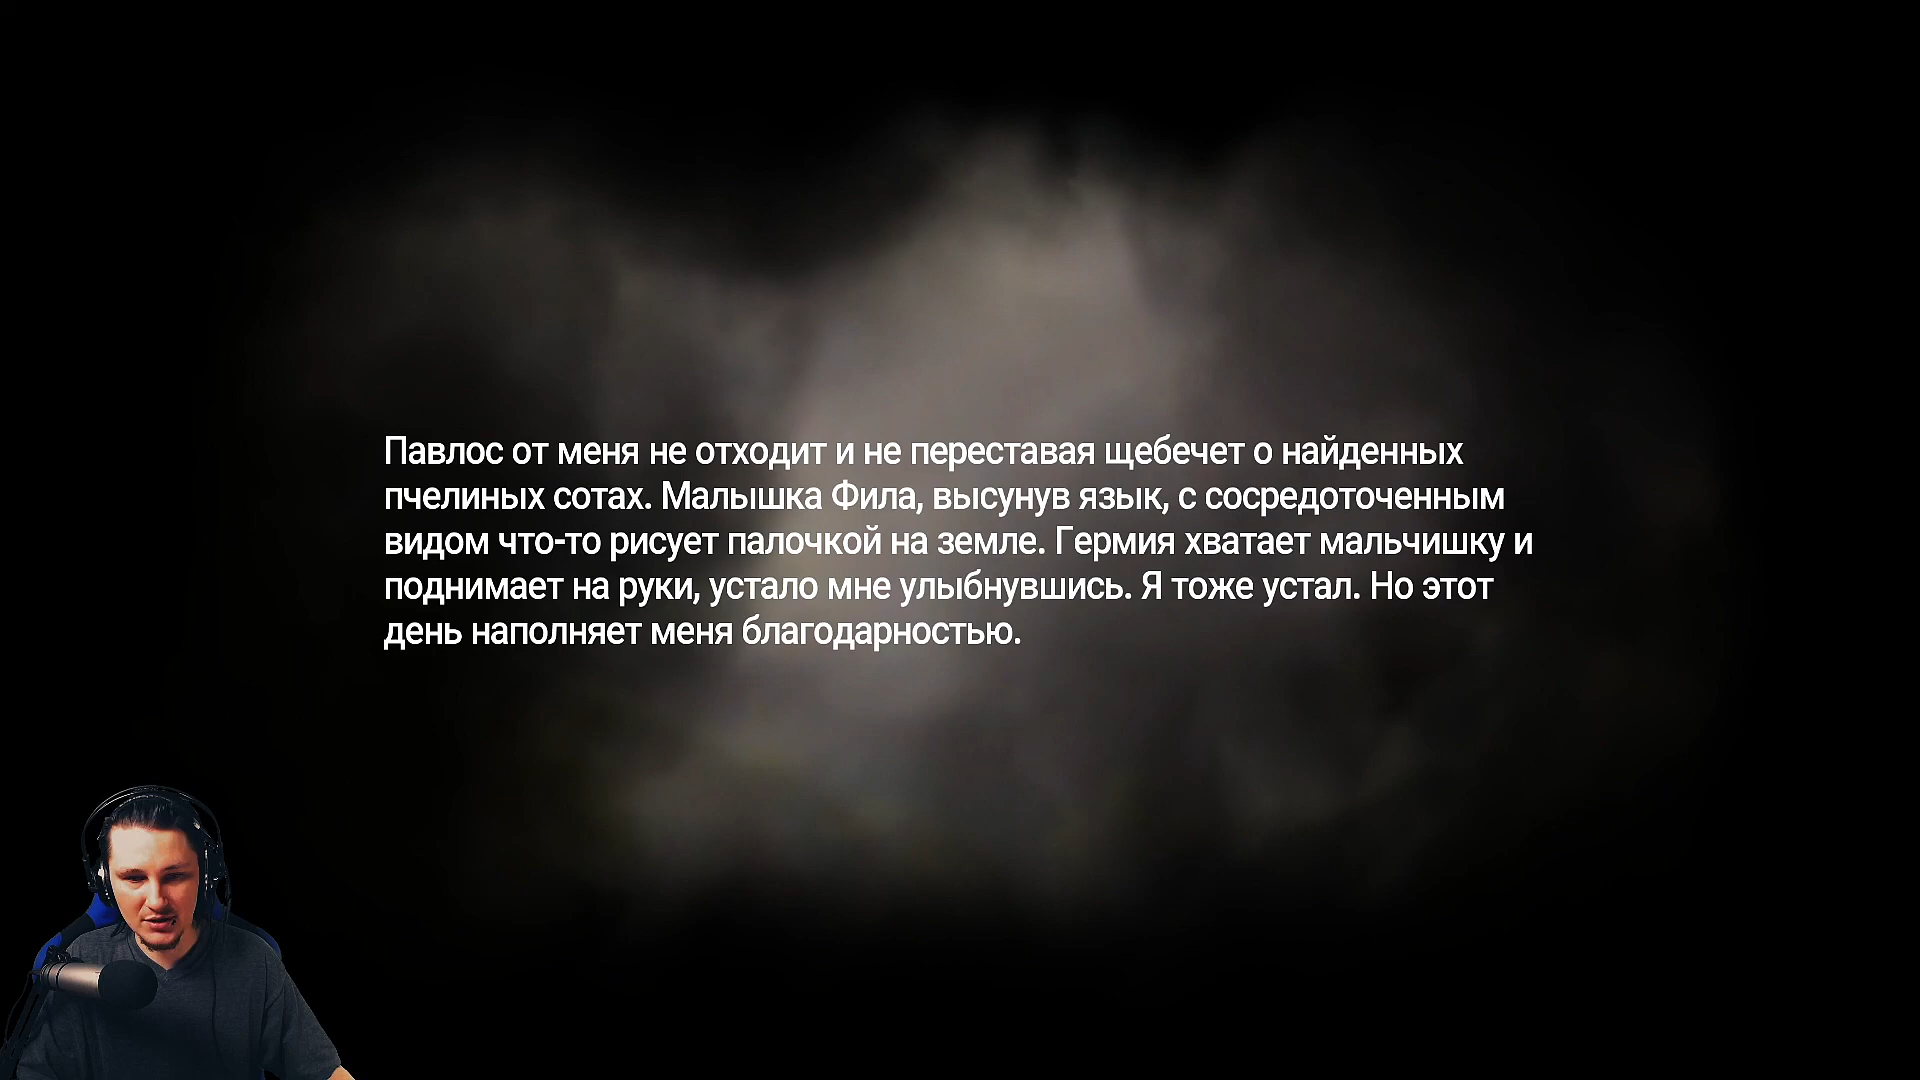 Павлос от меня не отходит и не переставая щебечет о найденных
пчелиных сотах. Малышка Фила, высунув язык, с сосредоточенным
видом что-то рисует палочкой на земле. Гермия хватает мальчишку и
поднимает на руки, устало мне улыбнувшись. Я тоже устал. Но этот
день наполняет меня благодарностью.